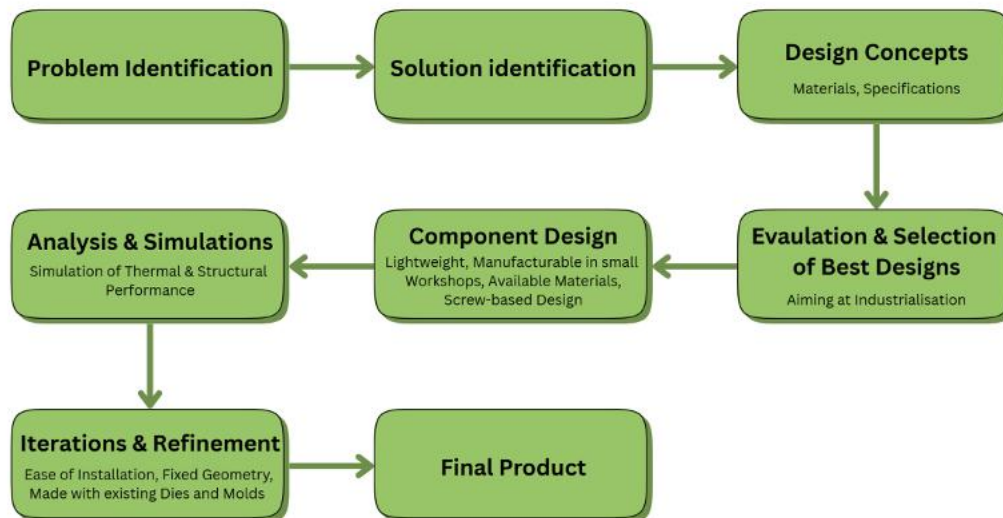 Problem Identification
Solution identification
Design Concepts
Materials, Specifications
Evaulation & Selection
of Best Designs
Aiming at Industrialisation
Component Design
Lightweight, Manufacturable in small
Workshops, Available Materials,
Screw-based Design
Analysis & Simulations
Simulation of Thermal & Structural
Performance
Iterations & Refinement
Ease of Installation, Fixed Geometry,
Made with existing Dies and Molds
Final Product